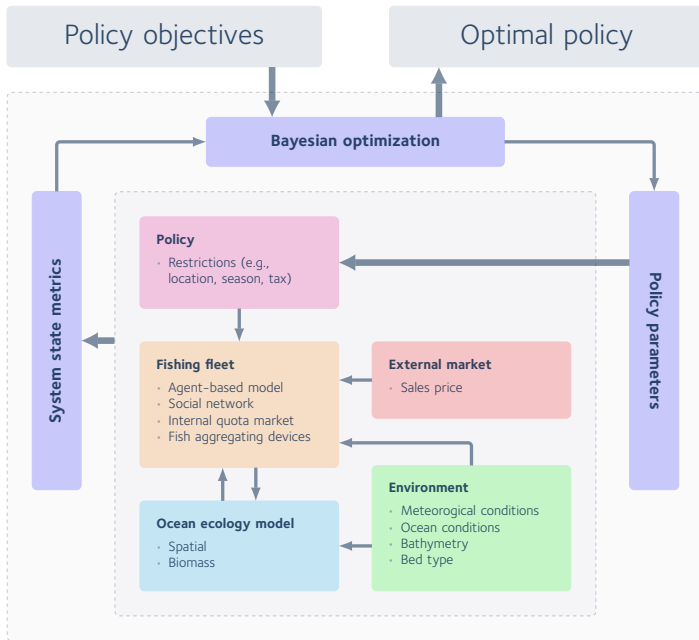 Policy objectives
Optimal policy
Bayesian optimization
System state metrics
Policy parameters
Policy
· Restrictions (e.g.,
location, season, tax)
Fishing fleet
· Agent-based model
· Social network
· Internal quota market
· Fish aggregating devices
External market
· Sales price
Ocean ecology model
· Spatial
· Biomass
Environment
· Meteorogical conditions
· Ocean conditions
· Bathymetry
· Bed type